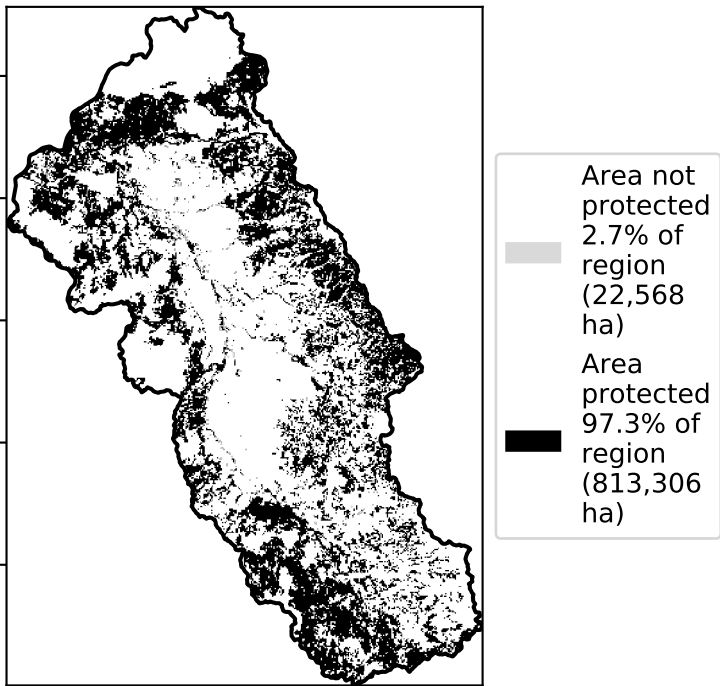 Area not
protected
2.7% of
region
(22,568
ha)
Area
protected
97.3% of
region
(813,306
ha)